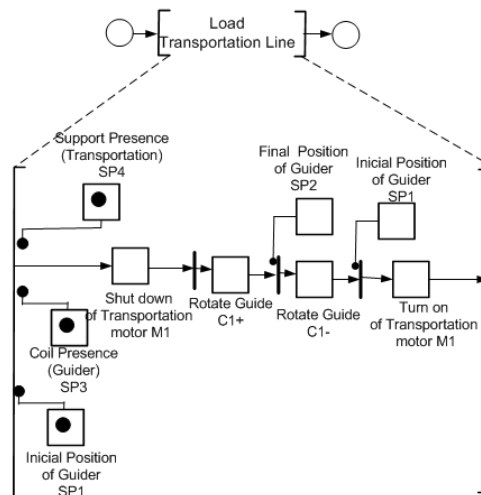 Load
Transportation Line
Support Presence
(Transportation)
SP4
Final Position
of Guider
SP2
Inicial Position
of Guider
SP1
Shut down
of Transportation
motor M1
Rotate Guide
C1+
Rotate Guide
C1-
Turn on
of Transportation
motor M1
Coil Presence
(Guider)
SP3
Inicial Position
of Guider
SP1